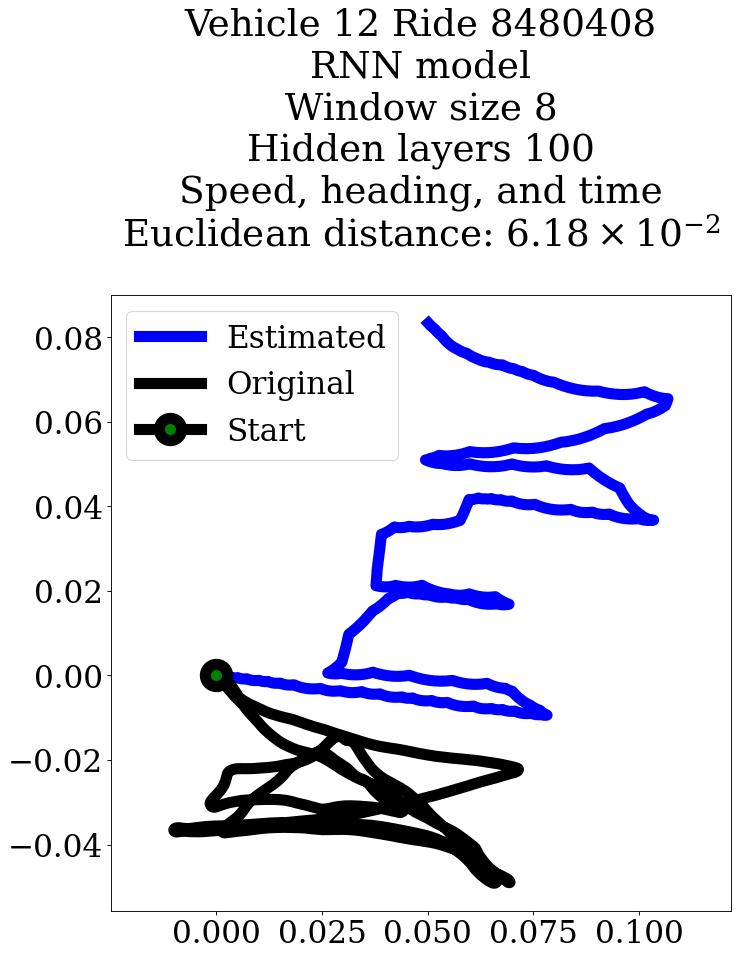 Vehicle 12 Ride 8480408
RNN model
Window size 8
Hidden layers 100
Speed, heading, and time
Euclidean distance: 6.18 × 10⁻²
Estimated
Original
Start
0.08
0.06
0.04
0.02
0.00
−0.02
−0.04
0.000 0.025 0.050 0.075 0.100